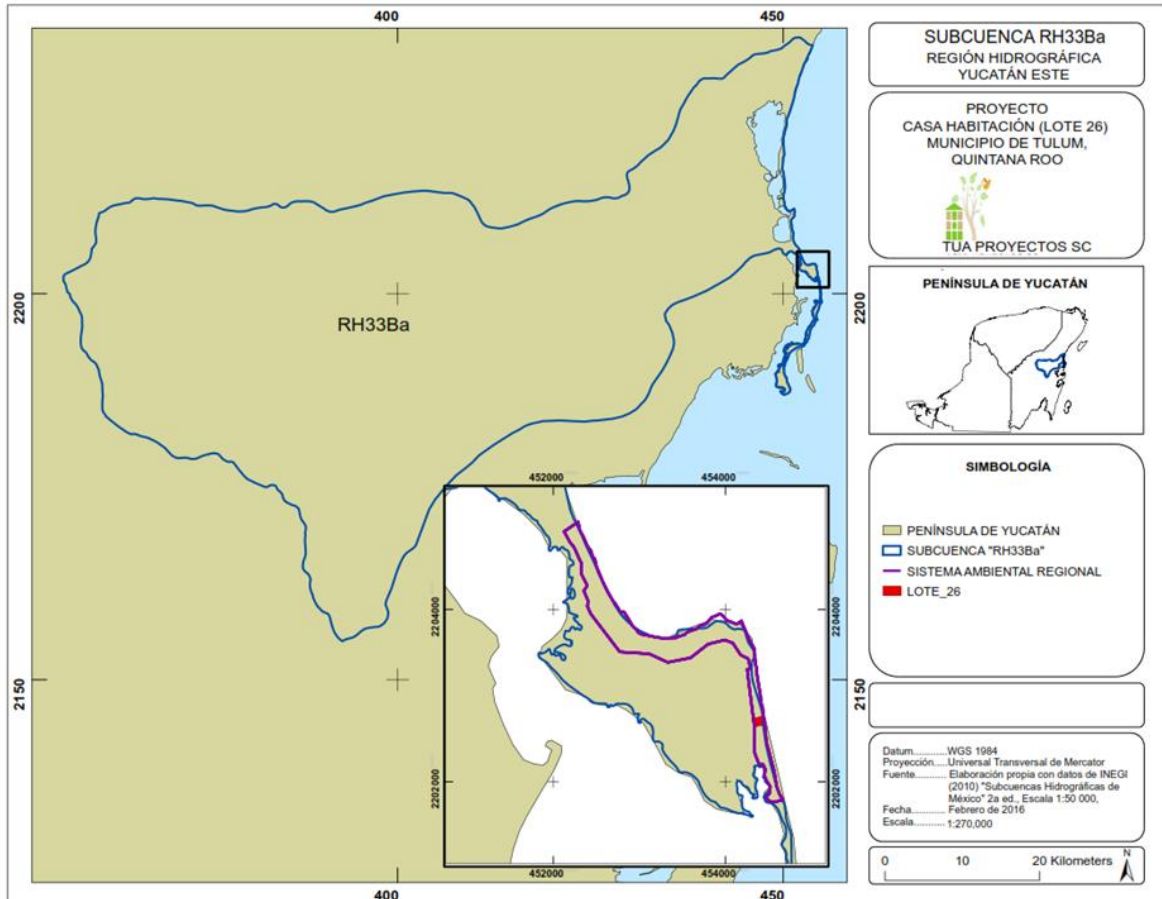 400
450
2200
2200
2150
2150
RH33Ba
400
450
452000
454000
2204000
2204000
2202000
2202000
452000
454000
SUBCUENCA RH33Ba
REGIÓN HIDROGRÁFICA
YUCATÁN ESTE
PROYECTO
CASA HABITACIÓN (LOTE 26)
MUNICIPIO DE TULUM,
QUINTANA ROO
TUA PROYECTOS SC
PENÍNSULA DE YUCATÁN
SIMBOLOGÍA
PENÍNSULA DE YUCATÁN
SUBCUENCA "RH33Ba"
SISTEMA AMBIENTAL REGIONAL
LOTE_26
Datum............WGS 1984
Proyección.....Universal Transversal de Mercator
Fuente........... Elaboración propia con datos de INEGI
(2010) "Subcuencas Hidrográficas de
México" 2a ed., Escala 1:50 000,
Fecha............ Febrero de 2016
Escala........... 1:270,000
0 10 20 Kilometers
N